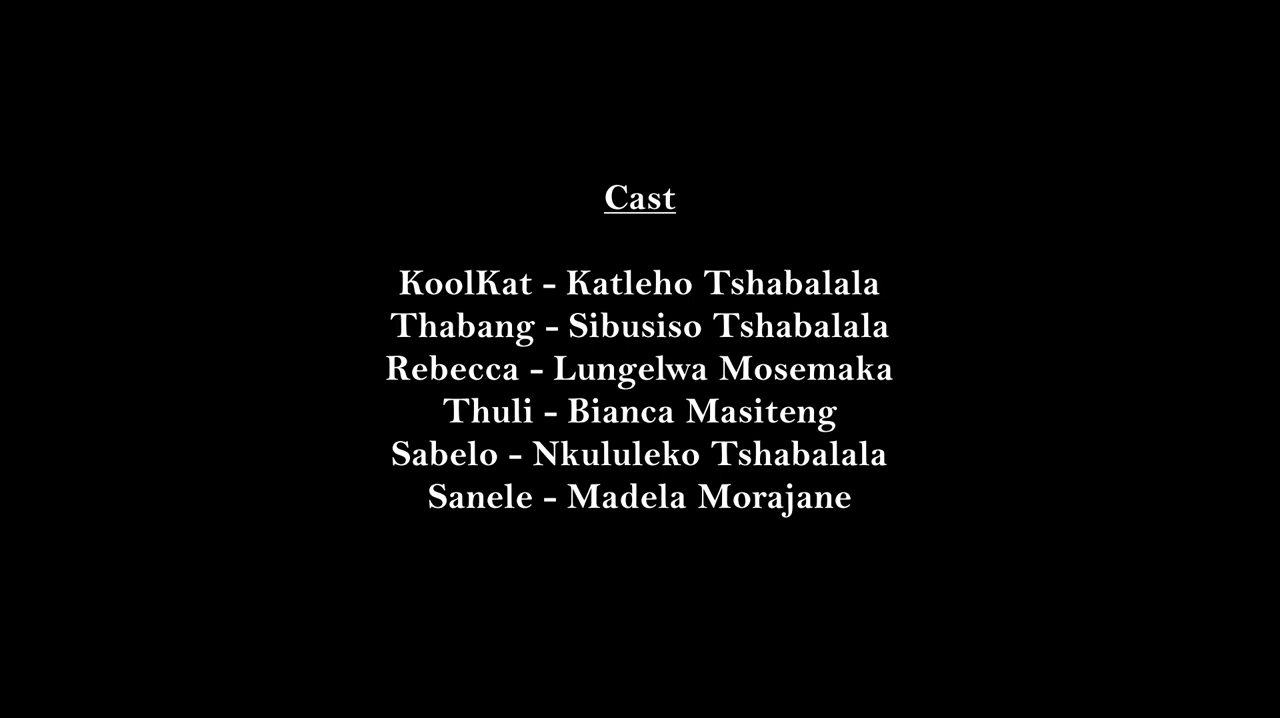 Cast
KoolKat - Katleho Tshabalala
Thabang - Sibusiso Tshabalala
Rebecca - Lungelwa Mosemaka
Thuli - Bianca Masiteng
Sabelo - Nkululeko Tshabalala
Sanele - Madela Morajane